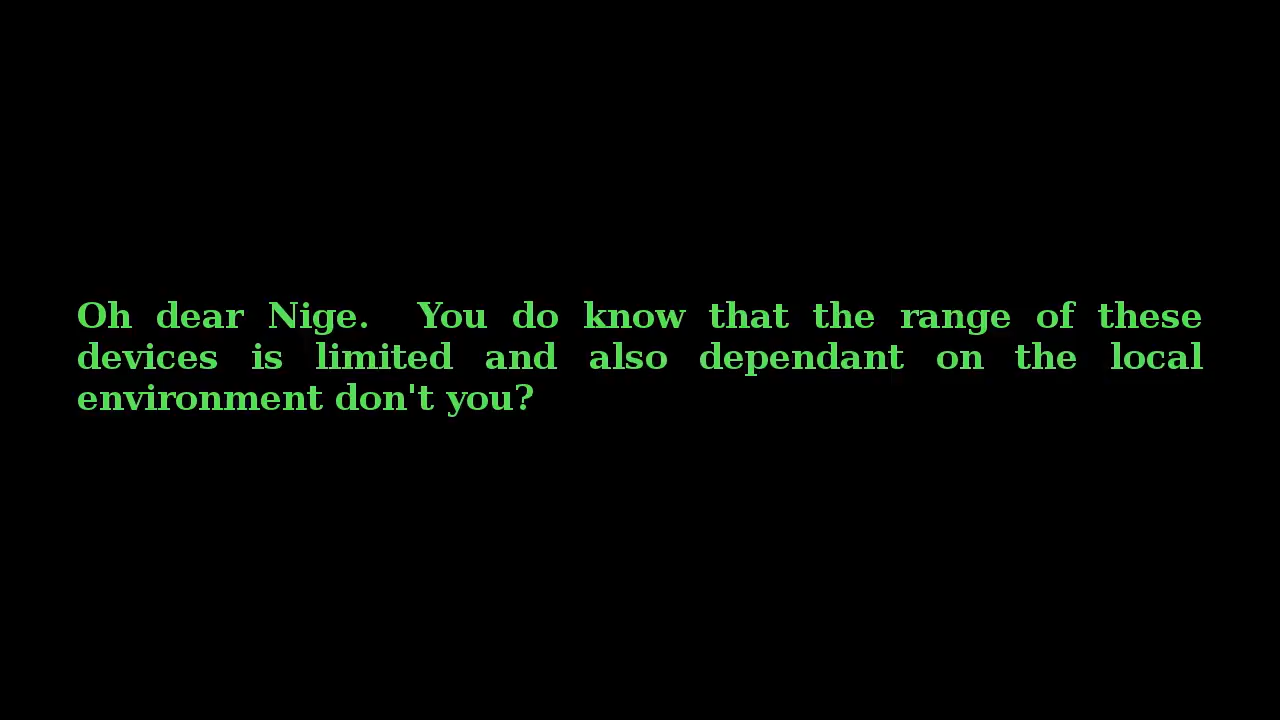 Oh dear Nige.  You do know that the range of these
devices is limited and also dependant on the local
environment don't you?